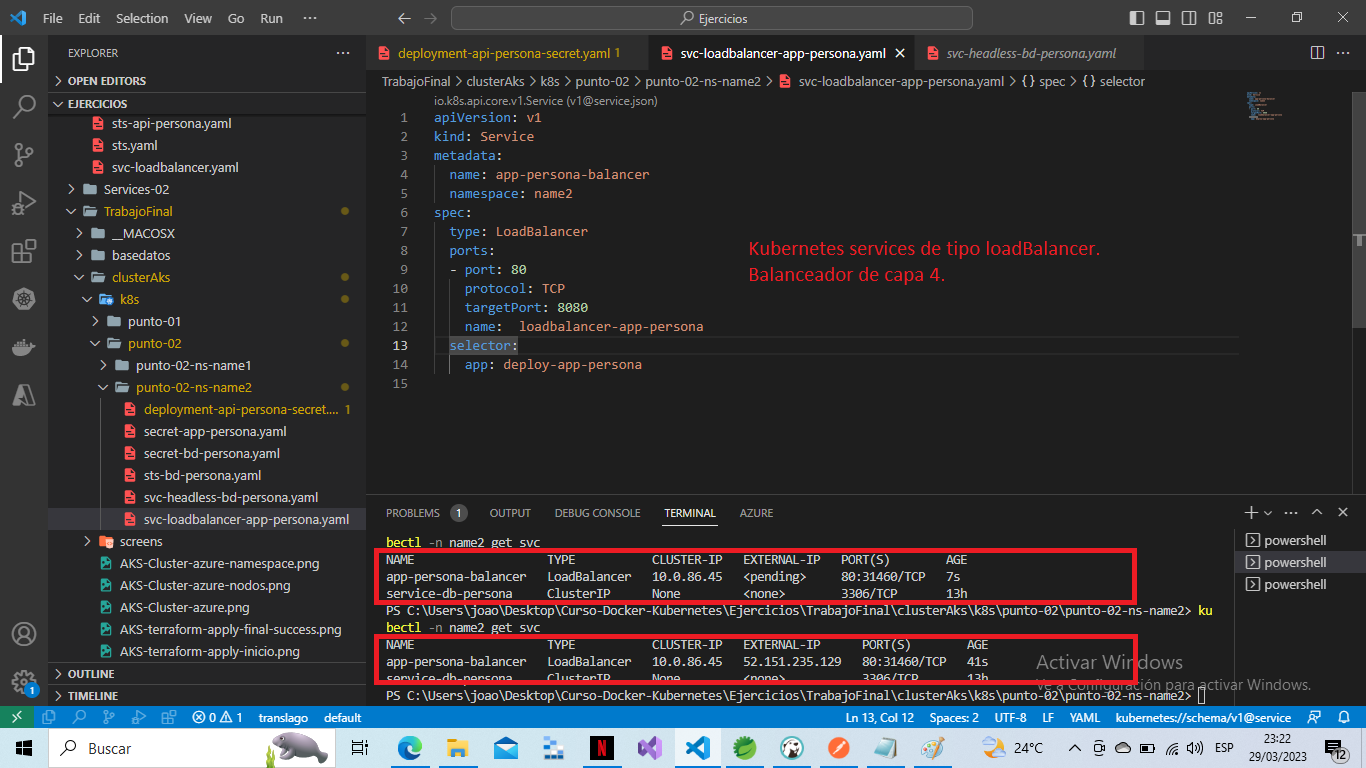 File Edit Selection View Go Run ··· Ejercicios
EXPLORER ···
OPEN EDITORS
EJERCICIOS
sts-api-persona.yaml
sts.yaml
svc-loadbalancer.yaml
Services-02
TrabajoFinal
__MACOSX
basedatos
clusterAks
k8s
punto-01
punto-02
punto-02-ns-name1
punto-02-ns-name2
deployment-api-persona-secret.... 1
secret-app-persona.yaml
secret-bd-persona.yaml
sts-bd-persona.yaml
svc-headless-bd-persona.yaml
svc-loadbalancer-app-persona.yaml
screens
AKS-Cluster-azure-namespace.png
AKS-Cluster-azure-nodos.png
AKS-Cluster-azure.png
AKS-terraform-apply-final-success.png
AKS-terraform-apply-inicio.png
OUTLINE
TIMELINE
1
deployment-api-persona-secret.yaml 1 svc-loadbalancer-app-persona.yaml svc-headless-bd-persona.yaml
TrabajoFinal > clusterAks > k8s > punto-02 > punto-02-ns-name2 > svc-loadbalancer-app-persona.yaml > {} spec > {} selector
io.k8s.api.core.v1.Service (v1@service.json)
1 apiVersion: v1
2 kind: Service
3 metadata:
4 name: app-persona-balancer
5 namespace: name2
6 spec:
7 type: LoadBalancer
8 ports:
9 - port: 80
10 protocol: TCP
11 targetPort: 8080
12 name:  loadbalancer-app-persona
13 selector:
14 app: deploy-app-persona
15
Kubernetes services de tipo loadBalancer.
Balanceador de capa 4.
PROBLEMS 1 OUTPUT DEBUG CONSOLE TERMINAL AZURE
bectl -n name2 get svc
NAME TYPE CLUSTER-IP EXTERNAL-IP PORT(S) AGE
app-persona-balancer LoadBalancer 10.0.86.45 <pending> 80:31460/TCP 7s
service-db-persona ClusterIP None <none> 3306/TCP 13h
PS C:\Users\joao\Desktop\Curso-Docker-Kubernetes\Ejercicios\TrabajoFinal\clusterAks\k8s\punto-02\punto-02-ns-name2> ku
bectl -n name2 get svc
NAME TYPE CLUSTER-IP EXTERNAL-IP PORT(S) AGE
app-persona-balancer LoadBalancer 10.0.86.45 52.151.235.129 80:31460/TCP 41s
service-db-persona ClusterIP None <none> 3306/TCP 13h
PS C:\Users\joao\Desktop\Curso-Docker-Kubernetes\Ejercicios\TrabajoFinal\clusterAks\k8s\punto-02\punto-02-ns-name2>
powershell
powershell
powershell
Activar Windows
Ve a Configuración para activar Windows.
0 1 translago default Ln 13, Col 12 Spaces: 2 UTF-8 LF YAML kubernetes://schema/v1@service
Buscar 24°C ESP 23:22
29/03/2023 12